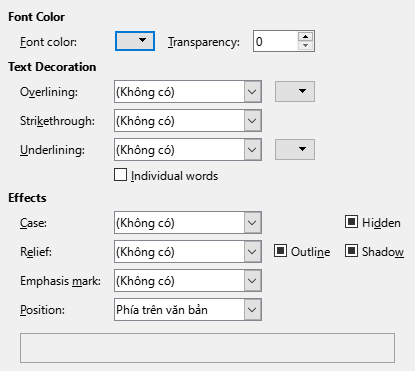 Font Color
Font color: Transparency: 0
Text Decoration
Overlining: (Không có)
Strikethrough: (Không có)
Underlining: (Không có)
Individual words
Effects
Case: (Không có) Hidden
Relief: (Không có) Outline Shadow
Emphasis mark: (Không có)
Position: Phía trên văn bản